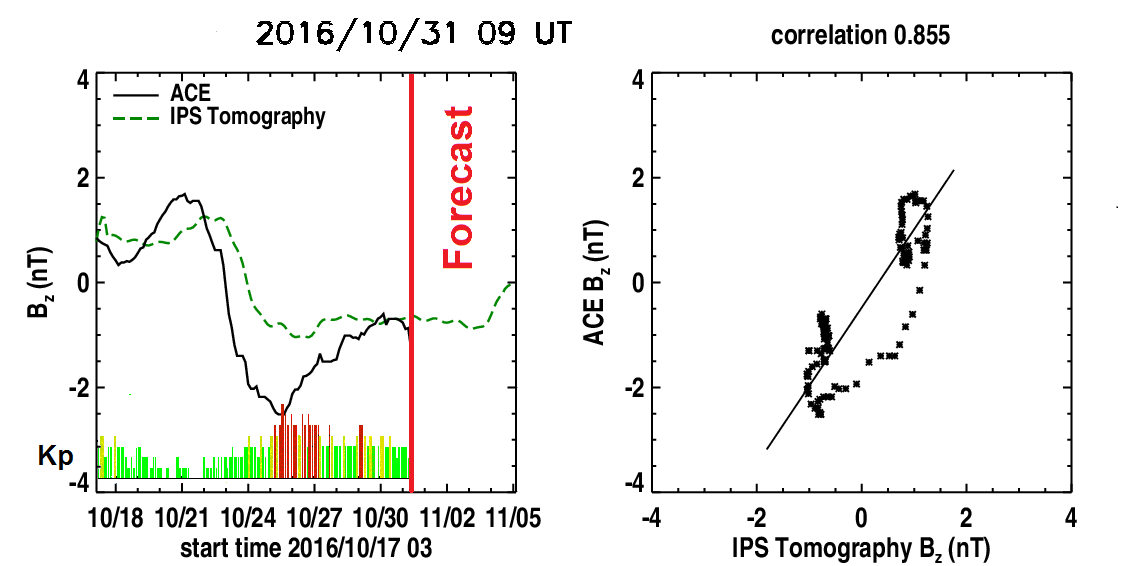 2016/10/31 09 UT
correlation 0.855
4
ACE
IPS Tomography
Forecast
2
0
-2
-4
Bz (nT)
Kp
10/18 10/21 10/24 10/27 10/30 11/02 11/05
start time 2016/10/17 03
4
2
0
-2
-4
ACE Bz (nT)
-4 -2 0 2 4
IPS Tomography Bz (nT)